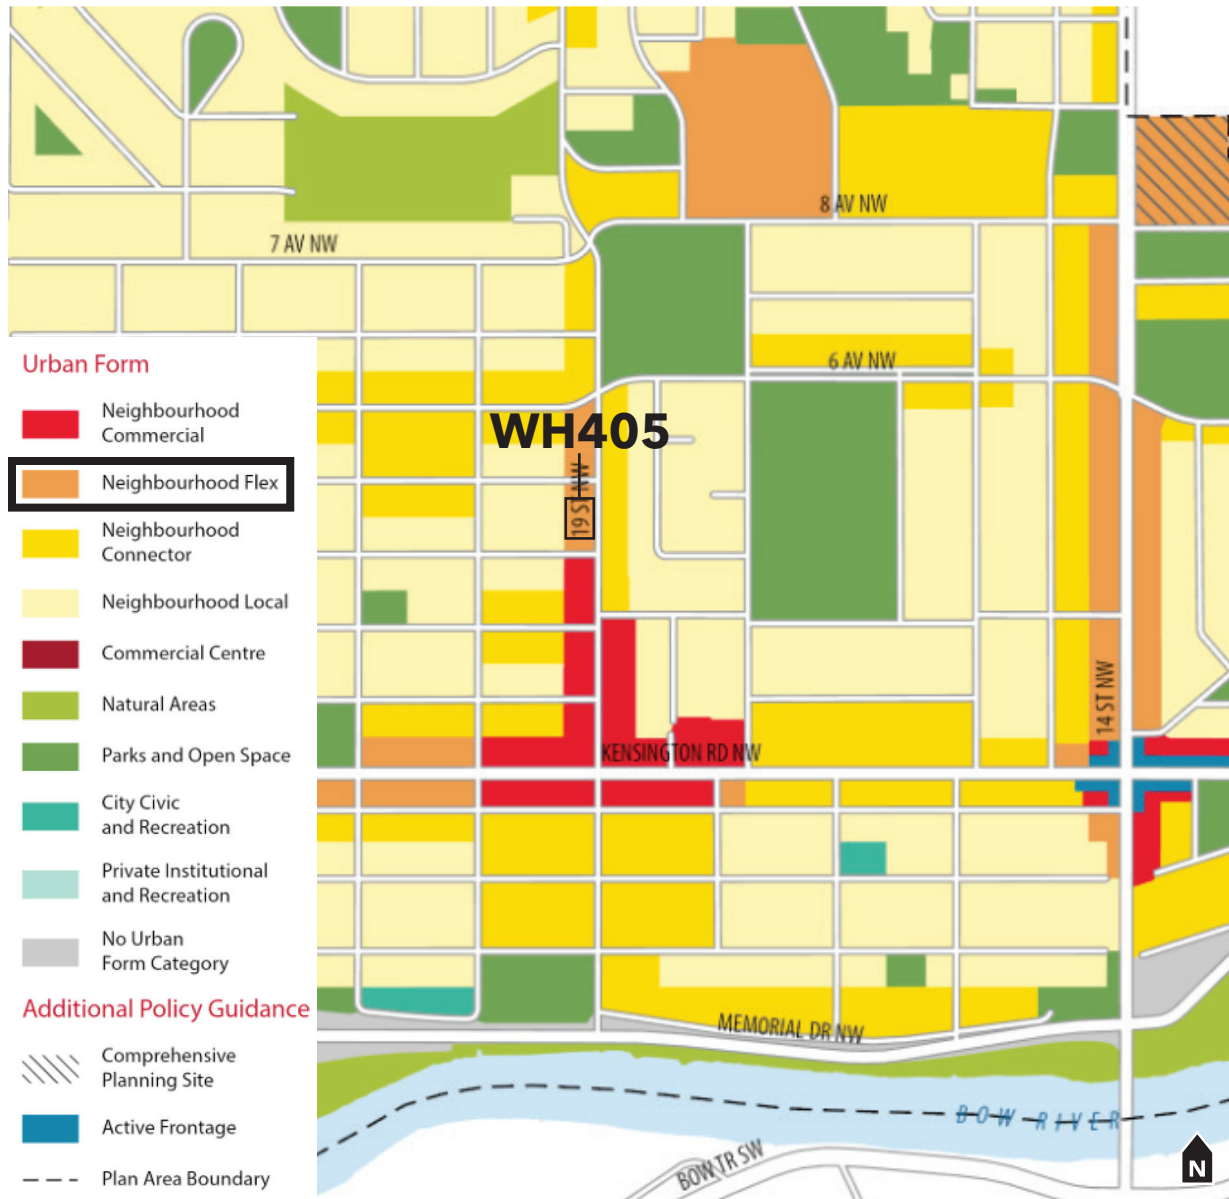 8 AV NW
7 AV NW
6 AV NW
WH405
19 ST NW
14 ST NW
KENSINGTON RD NW
MEMORIAL DR NW
BOW RIVER
BOW TR SW
N
Urban Form
Neighbourhood
Commercial
Neighbourhood Flex
Neighbourhood
Connector
Neighbourhood Local
Commercial Centre
Natural Areas
Parks and Open Space
City Civic
and Recreation
Private Institutional
and Recreation
No Urban
Form Category
Additional Policy Guidance
Comprehensive
Planning Site
Active Frontage
Plan Area Boundary